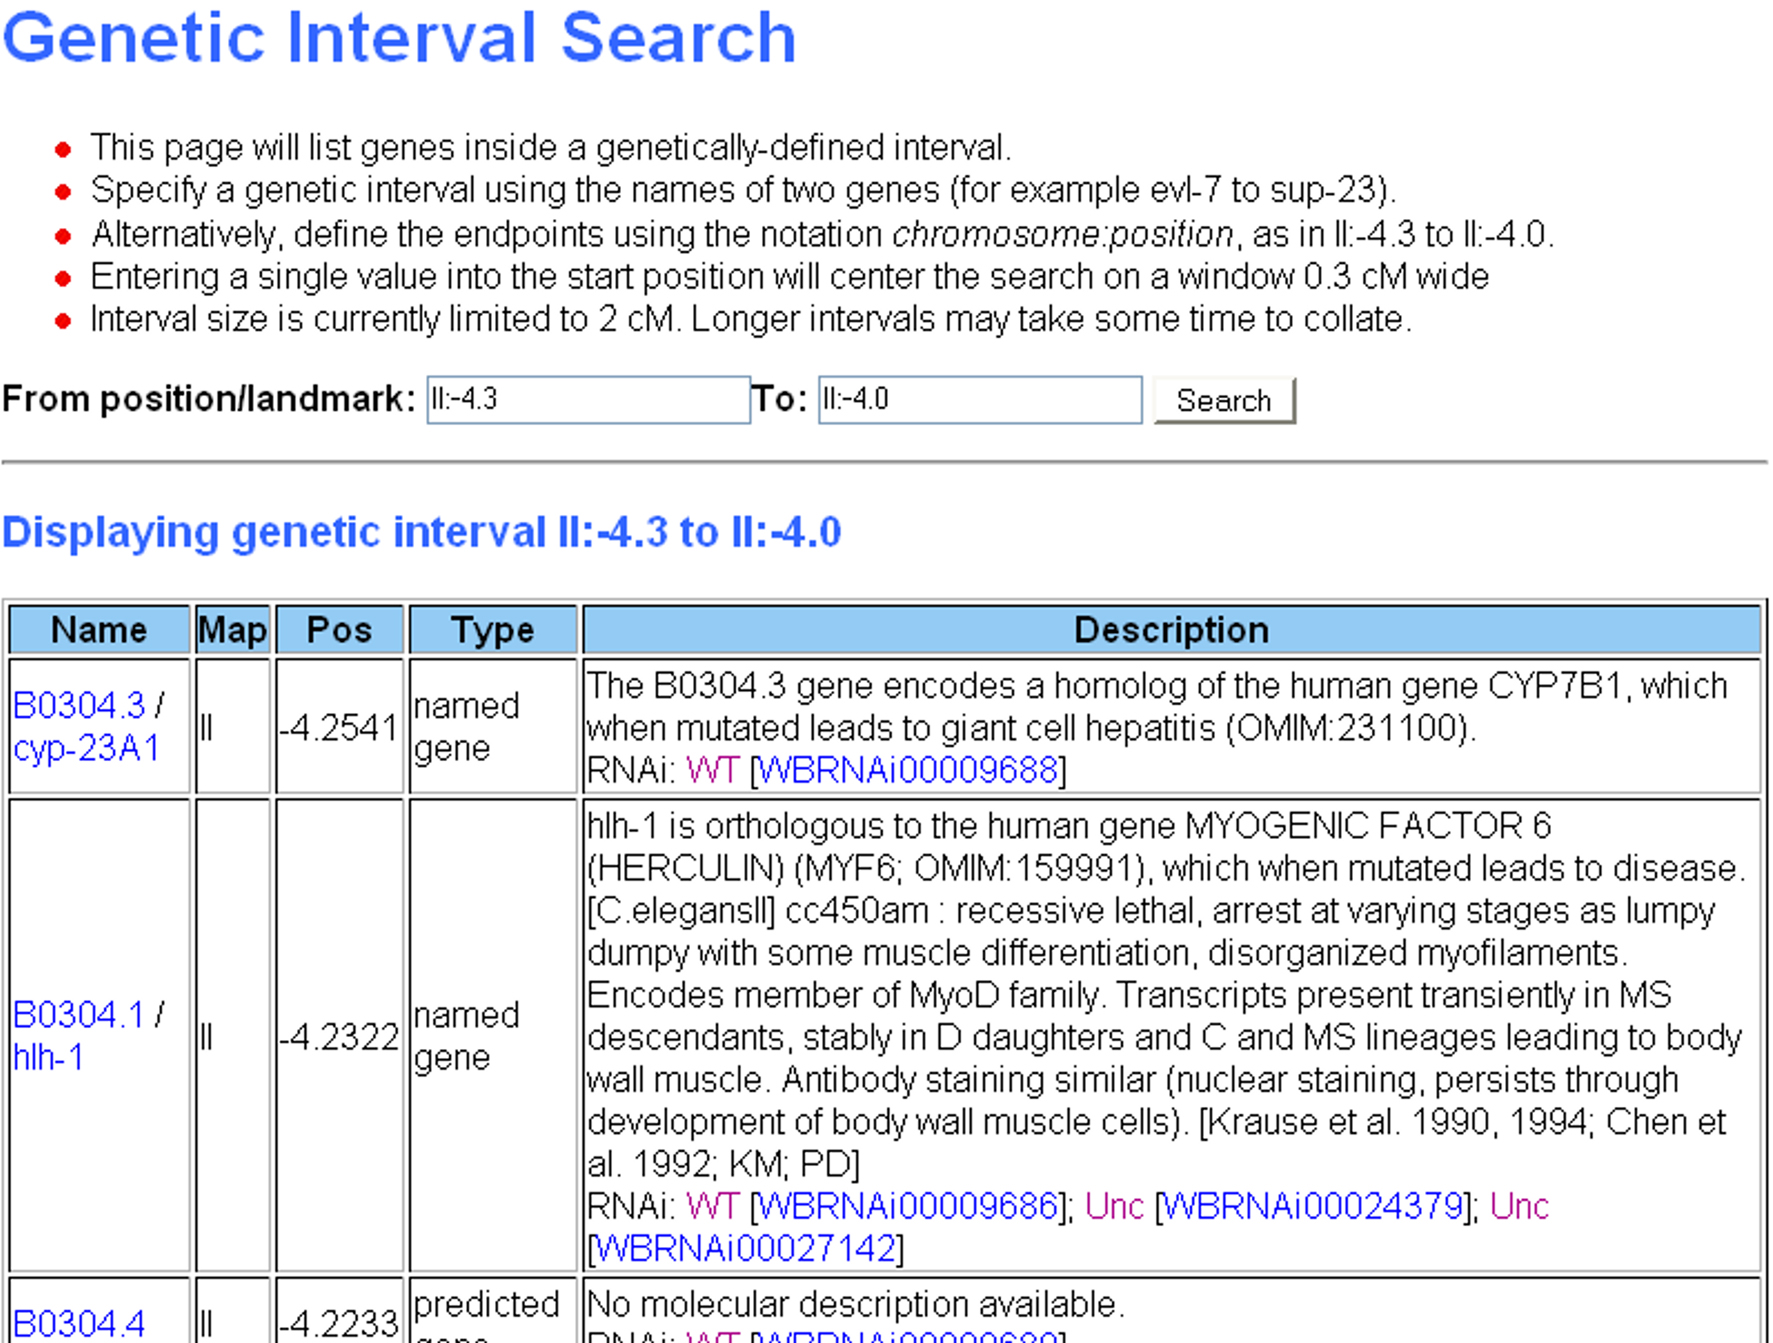 Genetic Interval Search
This page will list genes inside a genetically-defined interval.
Specify a genetic interval using the names of two genes (for example evl-7 to sup-23).
Alternatively, define the endpoints using the notation chromosome:position, as in II:-4.3 to II:-4.0.
Entering a single value into the start position will center the search on a window 0.3 cM wide
Interval size is currently limited to 2 cM. Longer intervals may take some time to collate.
From position/landmark: II:-4.3 To: II:-4.0 Search
Displaying genetic interval II:-4.3 to II:-4.0
Name Map Pos Type Description
B0304.3 /
cyp-23A1
II
-4.2541
named
gene
The B0304.3 gene encodes a homolog of the human gene CYP7B1, which
when mutated leads to giant cell hepatitis (OMIM:231100).
RNAi: WT [WBRNAi00009688]
B0304.1 /
hlh-1
II
-4.2322
named
gene
hlh-1 is orthologous to the human gene MYOGENIC FACTOR 6
(HERCULIN) (MYF6; OMIM:159991), which when mutated leads to disease.
[C.elegansII] cc450am : recessive lethal, arrest at varying stages as lumpy
dumpy with some muscle differentiation, disorganized myofilaments.
Encodes member of MyoD family. Transcripts present transiently in MS
descendants, stably in D daughters and C and MS lineages leading to body
wall muscle. Antibody staining similar (nuclear staining, persists through
development of body wall muscle cells). [Krause et al. 1990, 1994; Chen et
al. 1992; KM; PD]
RNAi: WT [WBRNAi00009686]; Unc [WBRNAi00024379]; Unc
[WBRNAi00027142]
B0304.4
II
-4.2233
predicted
gene
No molecular description available.
RNAi: WT [WBRNAi00009689]